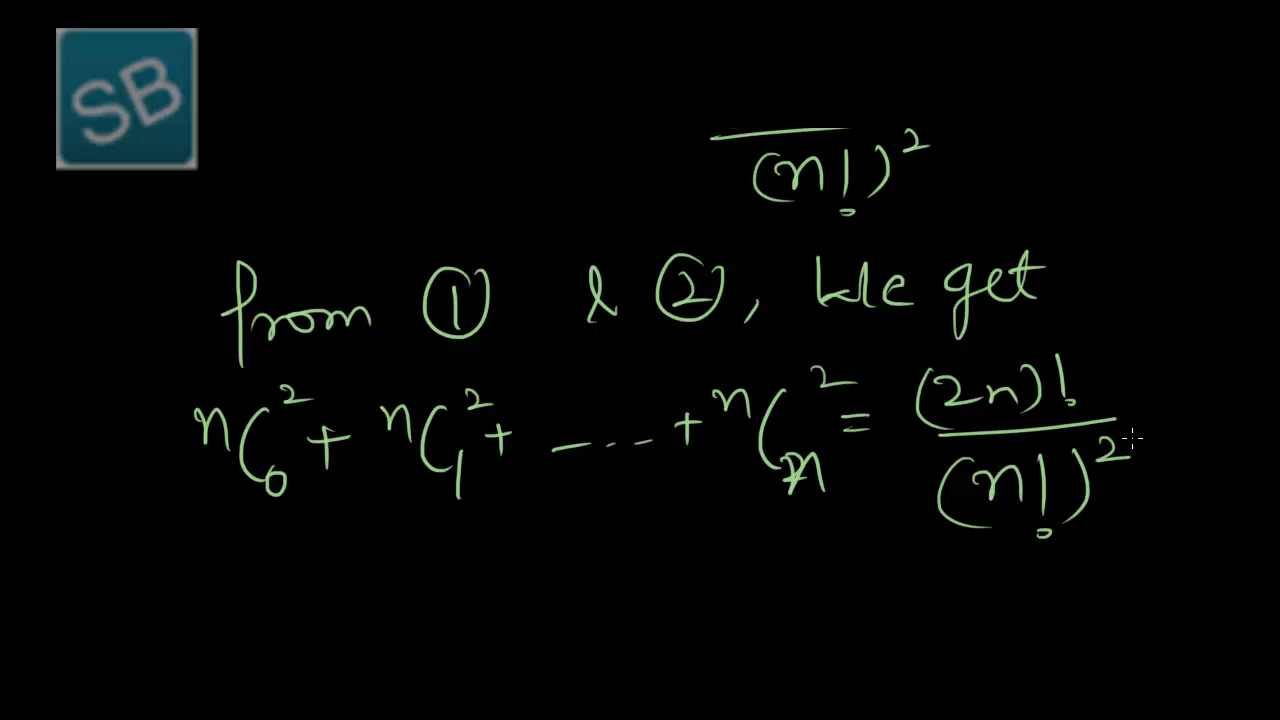 SB
(n!)²
from ① & ②, We get
ⁿC₀² + ⁿC₁² + ----- + ⁿCₙ² = (2n)! / (n!)²